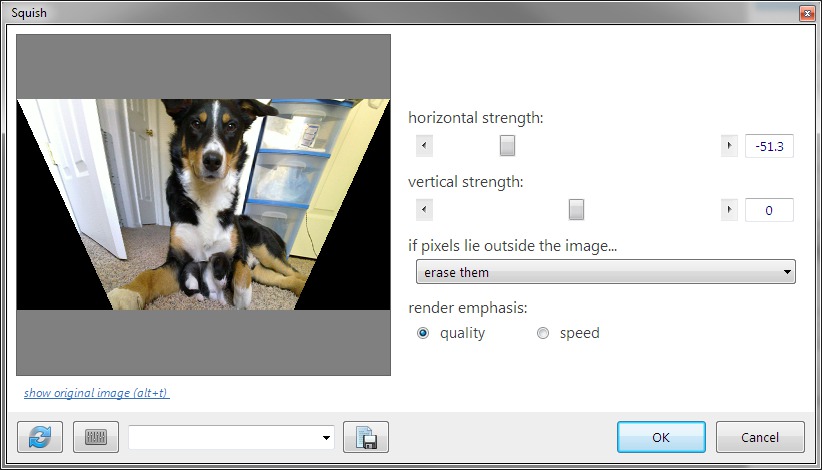 Squish
horizontal strength:
-51.3
vertical strength:
0
if pixels lie outside the image...
erase them
render emphasis:
quality speed
show original image (alt+t)
OK Cancel